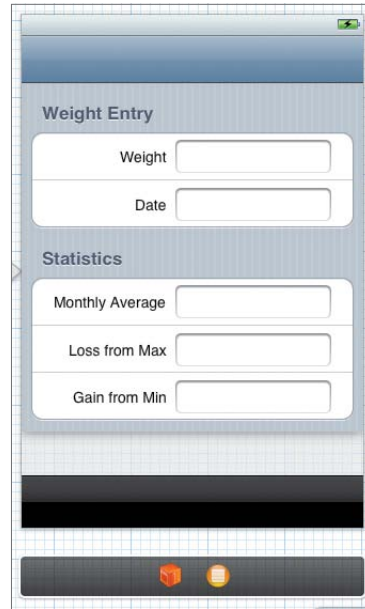 Weight Entry
Weight
Date
Statistics
Monthly Average
Loss from Max
Gain from Min